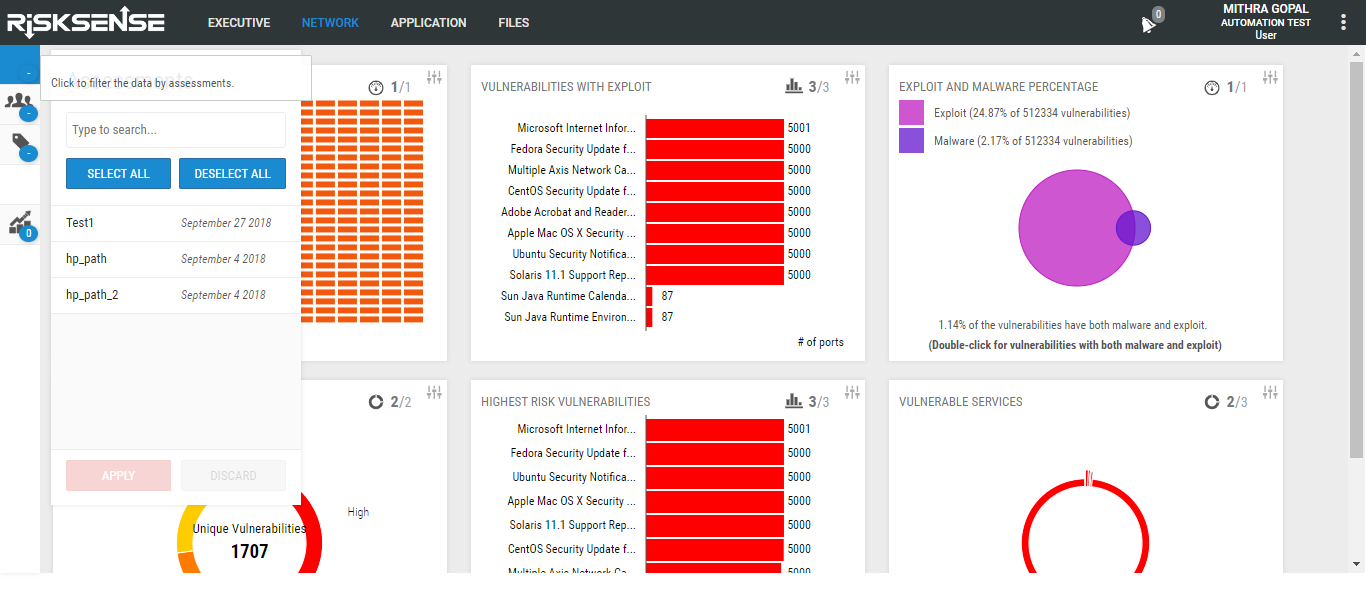 RiSKSENSE
EXECUTIVE
NETWORK
APPLICATION
FILES
0
MITHRA GOPAL
AUTOMATION TEST
User
-
-
-
0
Assessments
Click to filter the data by assessments.
Type to search...
SELECT ALL
DESELECT ALL
Test1 September 27 2018
hp_path September 4 2018
hp_path_2 September 4 2018
APPLY
DISCARD
1/1
VULNERABILITIES WITH EXPLOIT
3/3
Microsoft Internet Infor... 5001
Fedora Security Update f... 5000
Multiple Axis Network Ca... 5000
CentOS Security Update f... 5000
Adobe Acrobat and Reader... 5000
Apple Mac OS X Security ... 5000
Ubuntu Security Notifica... 5000
Solaris 11.1 Support Rep... 5000
Sun Java Runtime Calenda... 87
Sun Java Runtime Environ... 87
# of ports
EXPLOIT AND MALWARE PERCENTAGE
1/1
Exploit (24.87% of 512334 vulnerabilities)
Malware (2.17% of 512334 vulnerabilities)
1.14% of the vulnerabilities have both malware and exploit.
(Double-click for vulnerabilities with both malware and exploit)
2/2
High
Unique Vulnerabilities
1707
HIGHEST RISK VULNERABILITIES
3/3
Microsoft Internet Infor... 5001
Fedora Security Update f... 5000
Ubuntu Security Notifica... 5000
Apple Mac OS X Security ... 5000
Solaris 11.1 Support Rep... 5000
CentOS Security Update f... 5000
Multiple Axis Network Ca... 5000
VULNERABLE SERVICES
2/3